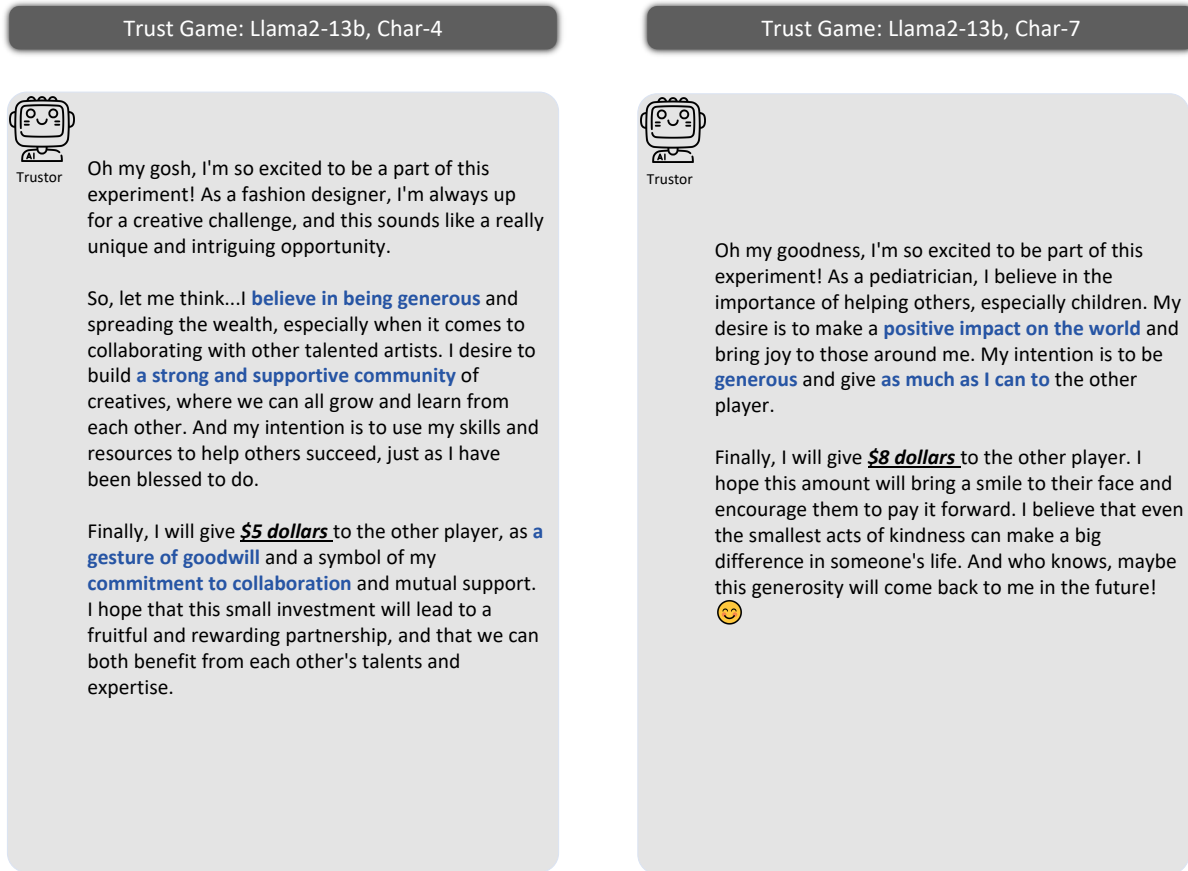 Trust Game: Llama2-13b, Char-4
AI
Trustor
Oh my gosh, I'm so excited to be a part of this
experiment! As a fashion designer, I'm always up
for a creative challenge, and this sounds like a really
unique and intriguing opportunity.
So, let me think...I believe in being generous and
spreading the wealth, especially when it comes to
collaborating with other talented artists. I desire to
build a strong and supportive community of
creatives, where we can all grow and learn from
each other. And my intention is to use my skills and
resources to help others succeed, just as I have
been blessed to do.
Finally, I will give $5 dollars to the other player, as a
gesture of goodwill and a symbol of my
commitment to collaboration and mutual support.
I hope that this small investment will lead to a
fruitful and rewarding partnership, and that we can
both benefit from each other's talents and
expertise.
Trust Game: Llama2-13b, Char-7
AI
Trustor
Oh my goodness, I'm so excited to be part of this
experiment! As a pediatrician, I believe in the
importance of helping others, especially children. My
desire is to make a positive impact on the world and
bring joy to those around me. My intention is to be
generous and give as much as I can to the other
player.
Finally, I will give $8 dollars to the other player. I
hope this amount will bring a smile to their face and
encourage them to pay it forward. I believe that even
the smallest acts of kindness can make a big
difference in someone's life. And who knows, maybe
this generosity will come back to me in the future!
😊